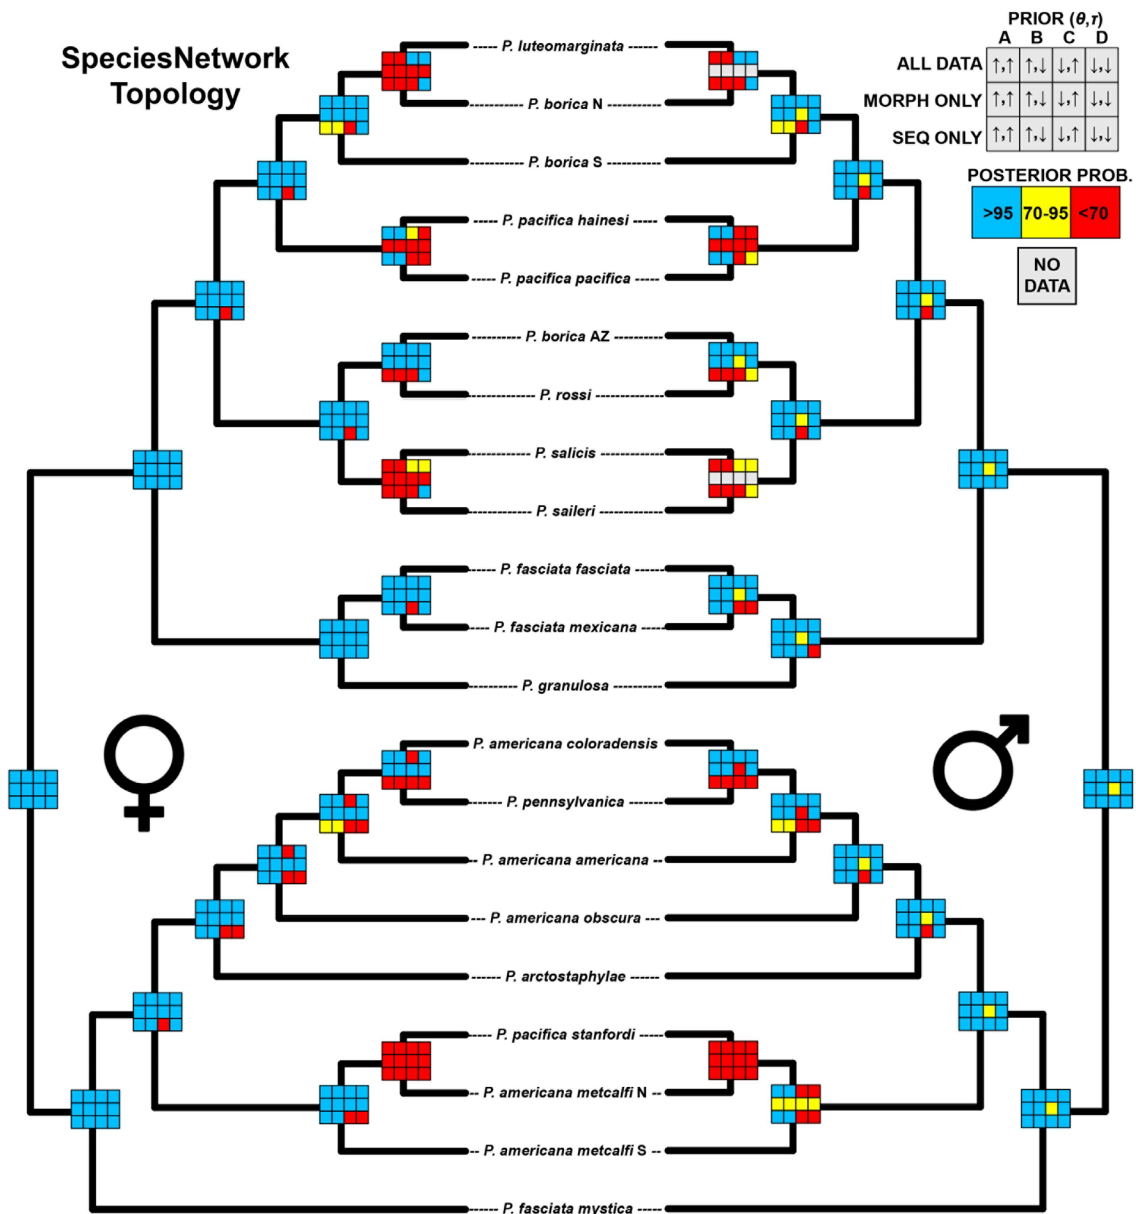 SpeciesNetwork
Topology
PRIOR (θ,τ)
A B C D
ALL DATA ↑,↑ ↑,↓ ↓,↑ ↓,↓
MORPH ONLY ↑,↑ ↑,↓ ↓,↑ ↓,↓
SEQ ONLY ↑,↑ ↑,↓ ↓,↑ ↓,↓
POSTERIOR PROB.
>95 70-95 <70
NO
DATA
P. luteomarginata
P. borica N
P. borica S
P. pacifica hainesi
P. pacifica pacifica
P. borica AZ
P. rossi
P. salicis
P. saileri
P. fasciata fasciata
P. fasciata mexicana
P. granulosa
P. americana coloradensis
P. pennsylvanica
P. americana americana
P. americana obscura
P. arctostaphylae
P. pacifica stanfordi
P. americana metcalfi N
P. americana metcalfi S
P. fasciata mystica